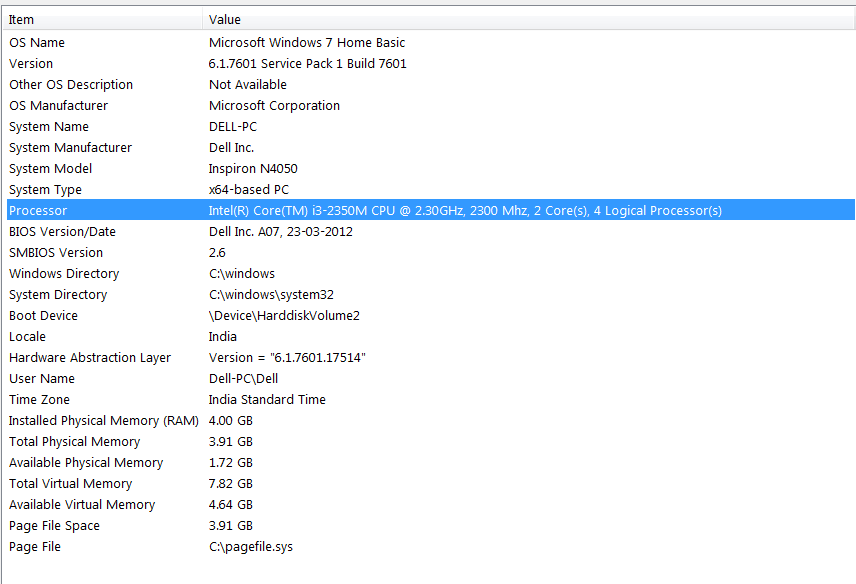 Item Value
OS Name Microsoft Windows 7 Home Basic
Version 6.1.7601 Service Pack 1 Build 7601
Other OS Description Not Available
OS Manufacturer Microsoft Corporation
System Name DELL-PC
System Manufacturer Dell Inc.
System Model Inspiron N4050
System Type x64-based PC
Processor Intel(R) Core(TM) i3-2350M CPU @ 2.30GHz, 2300 Mhz, 2 Core(s), 4 Logical Processor(s)
BIOS Version/Date Dell Inc. A07, 23-03-2012
SMBIOS Version 2.6
Windows Directory C:\windows
System Directory C:\windows\system32
Boot Device \Device\HarddiskVolume2
Locale India
Hardware Abstraction Layer Version = "6.1.7601.17514"
User Name Dell-PC\Dell
Time Zone India Standard Time
Installed Physical Memory (RAM) 4.00 GB
Total Physical Memory 3.91 GB
Available Physical Memory 1.72 GB
Total Virtual Memory 7.82 GB
Available Virtual Memory 4.64 GB
Page File Space 3.91 GB
Page File C:\pagefile.sys